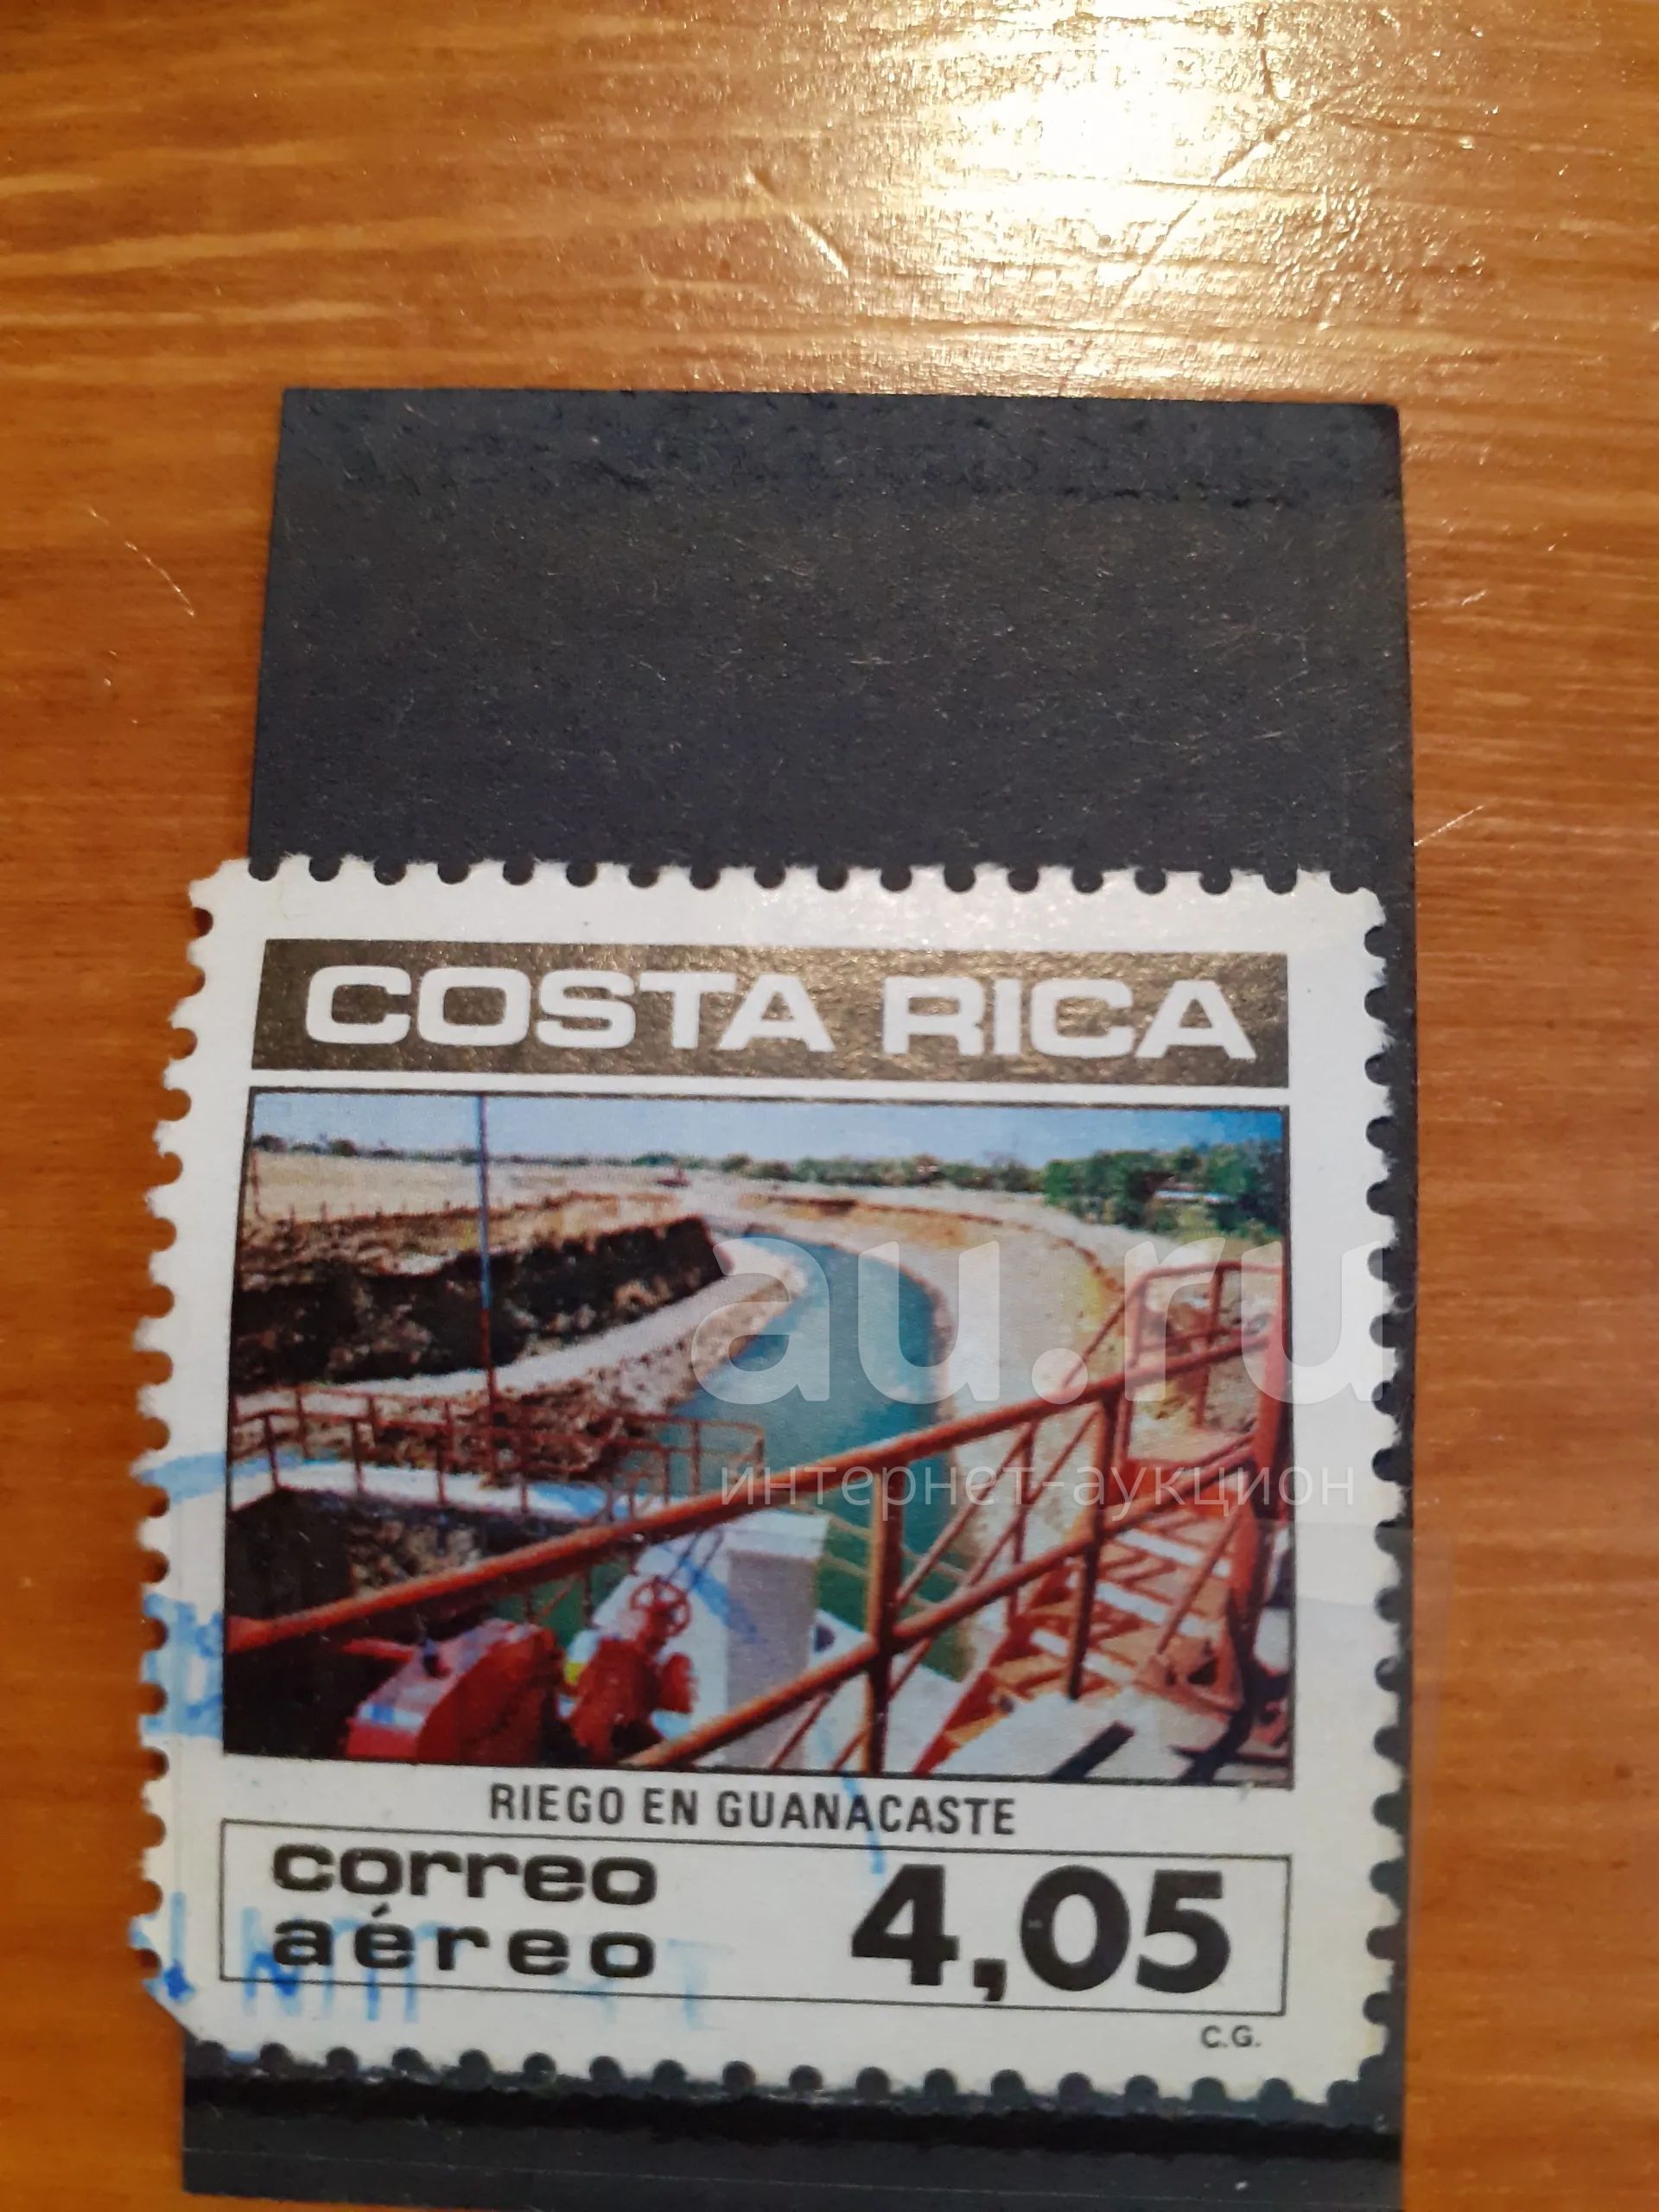 COSTA RICA
au.ru
интернет-аукцион
RIEGO EN GUANACASTE
correo
aéreo
4,05
C.G.